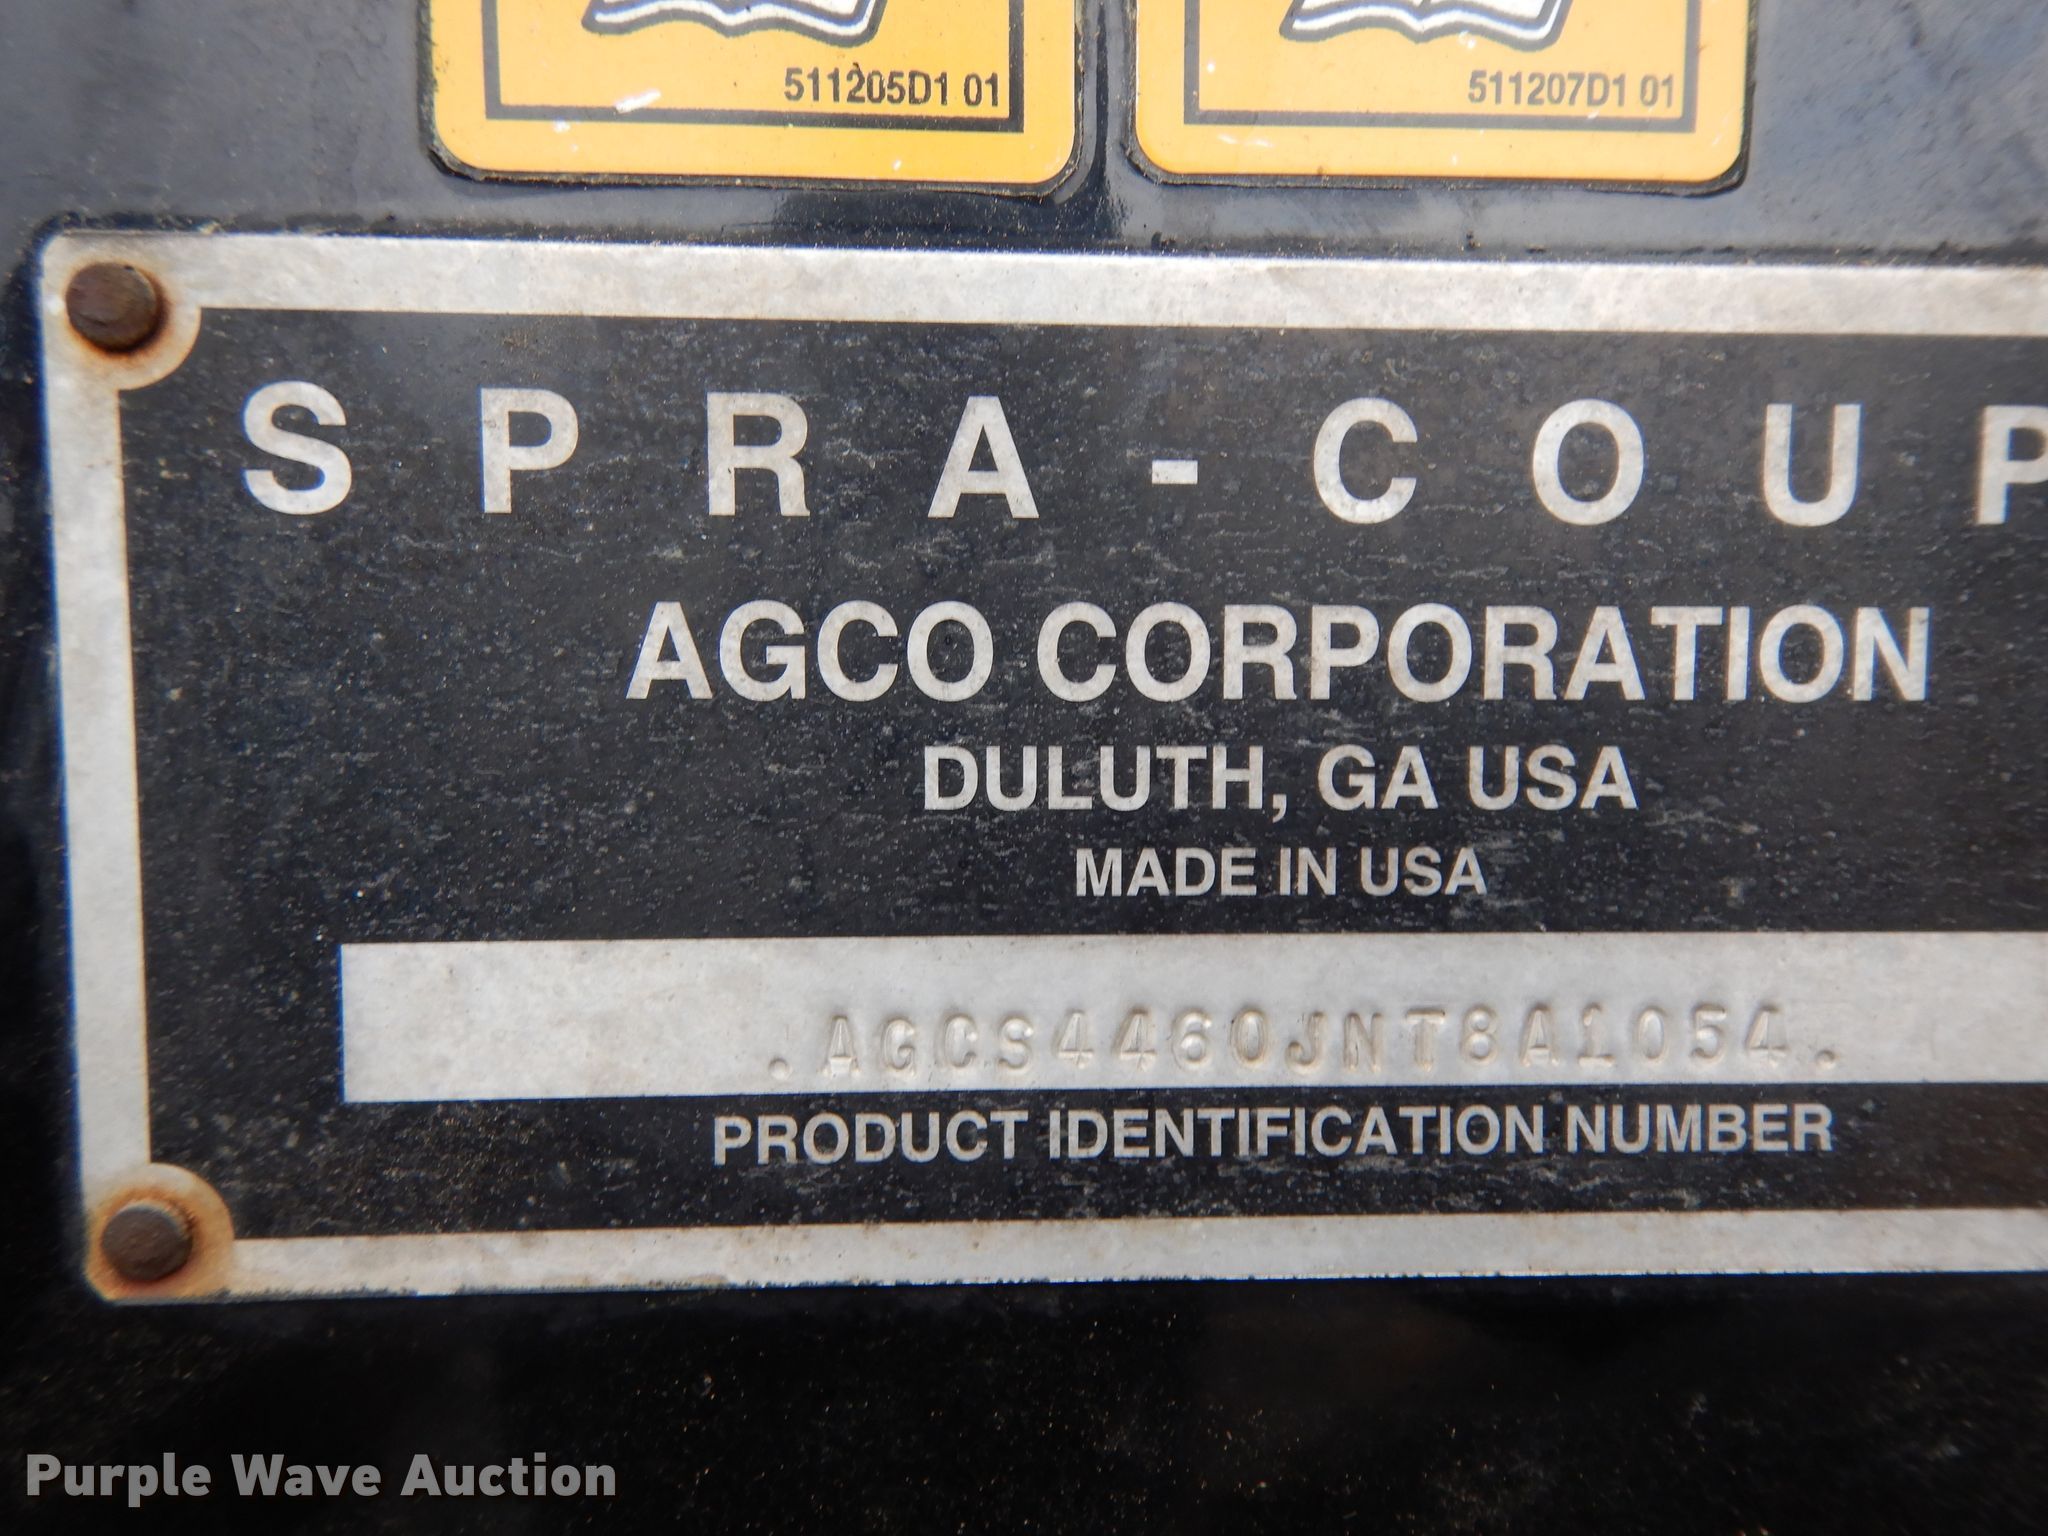 511205D1 01
511207D1 01
SPRA-COUP
AGCO CORPORATION
DULUTH, GA USA
MADE IN USA
.AGCS4460JNT8A1054.
PRODUCT IDENTIFICATION NUMBER
Purple Wave Auction